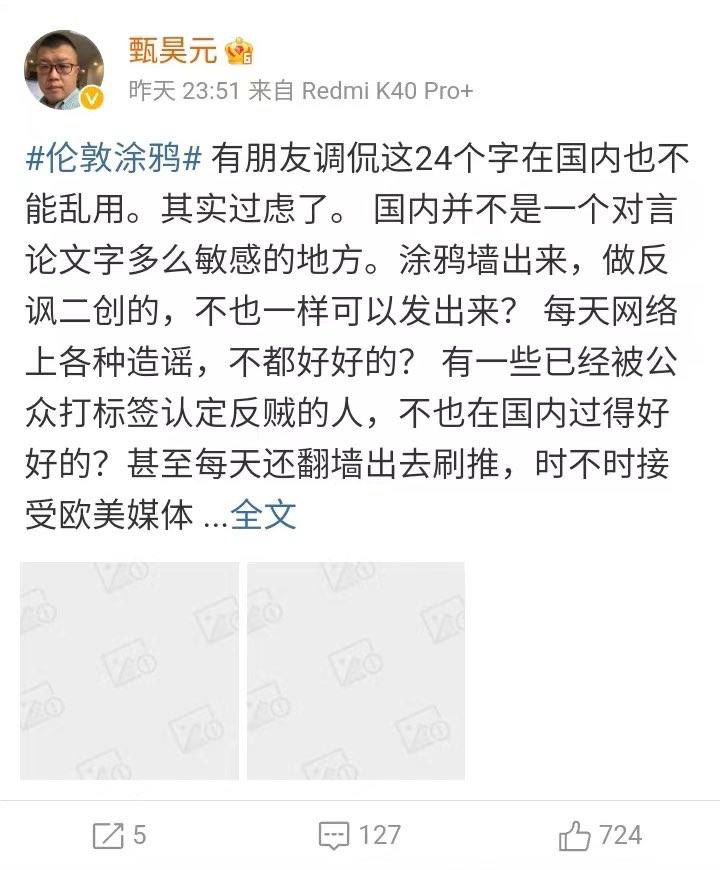 甄昊元
昨天 23:51 来自 Redmi K40 Pro+
#伦敦涂鸦# 有朋友调侃这24个字在国内也不
能乱用。其实过虑了。 国内并不是一个对言
论文字多么敏感的地方。涂鸦墙出来，做反
讽二创的，不也一样可以发出来？ 每天网络
上各种造谣，不都好好的？ 有一些已经被公
众打标签认定反贼的人，不也在国内过得好
好的？甚至每天还翻墙出去刷推，时不时接
受欧美媒体 ...全文
5
127
724